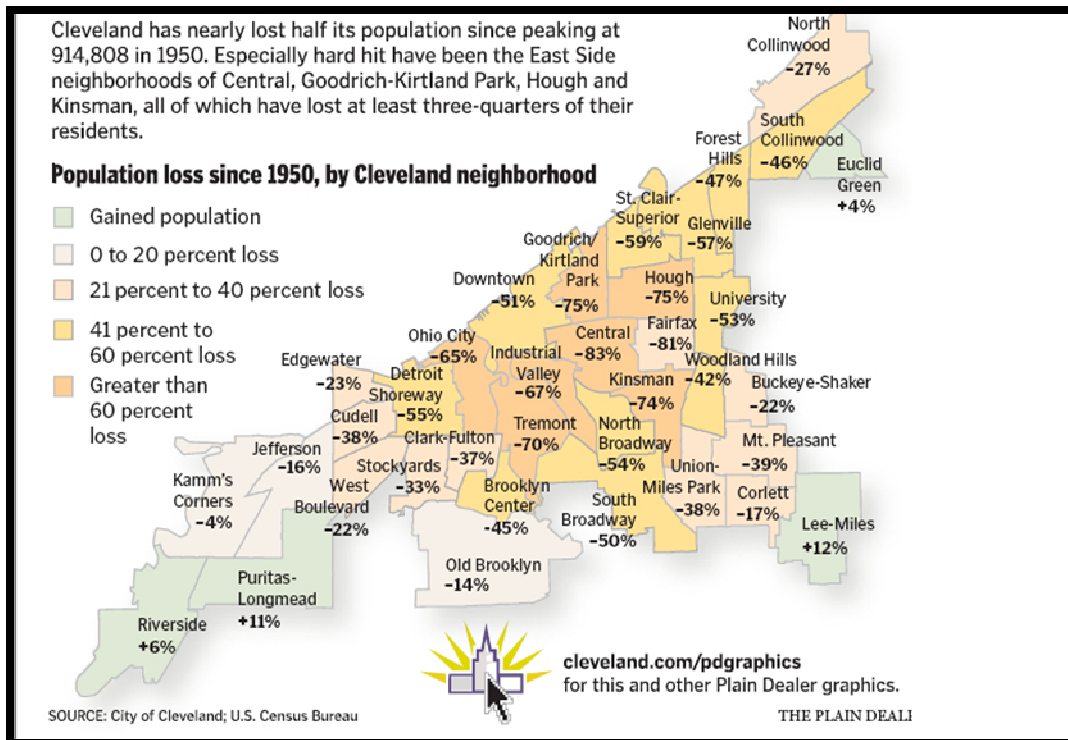 Cleveland has nearly lost half its population since peaking at
914,808 in 1950. Especially hard hit have been the East Side
neighborhoods of Central, Goodrich-Kirtland Park, Hough and
Kinsman, all of which have lost at least three-quarters of their
residents.
Population loss since 1950, by Cleveland neighborhood
Gained population
0 to 20 percent loss
21 percent to 40 percent loss
41 percent to
60 percent loss
Greater than
60 percent
loss
North
Collinwood
-27%
South
Collinwood
-46%
Euclid
Green
+4%
Forest
Hills
-47%
St. Clair-
Superior
-59%
Glenville
-57%
Goodrich/
Kirtland
Park
-75%
Downtown
-51%
Hough
-75%
University
-53%
Ohio City
-65%
Industrial
Valley
-67%
Central
-83%
Fairfax
-81%
Woodland Hills
-42%
Edgewater
-23%
Detroit
Shoreway
-55%
Kinsman
-74%
Buckeye-Shaker
-22%
Cudell
-38%
Clark-Fulton
-37%
Tremont
-70%
North
Broadway
-54%
Mt. Pleasant
-39%
Jefferson
-16%
Stockyards
-33%
Kamm's
Corners
-4%
West
Boulevard
-22%
Brooklyn
Center
-45%
South
Broadway
-50%
Union-
Miles Park
-38%
Corlett
-17%
Lee-Miles
+12%
Old Brooklyn
-14%
Puritas-
Longmead
+11%
Riverside
+6%
cleveland.com/pdgraphics
for this and other Plain Dealer graphics.
SOURCE: City of Cleveland; U.S. Census Bureau
THE PLAIN DEALI